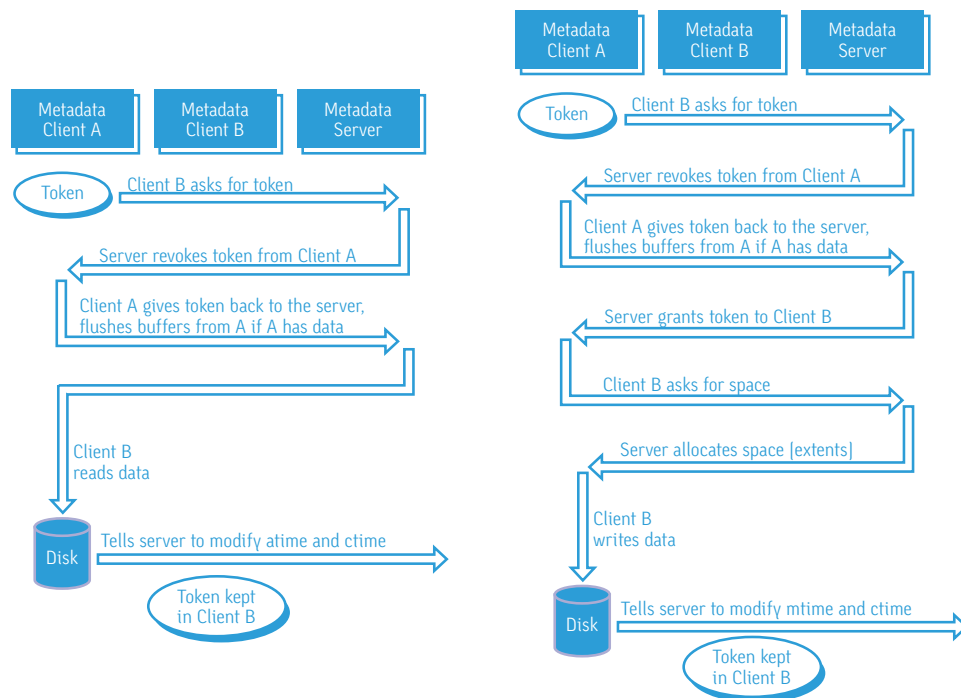 Metadata
Client A
Metadata
Client B
Metadata
Server
Token
Client B asks for token
Server revokes token from Client A
Client A gives token back to the server,
flushes buffers from A if A has data
Client B
reads data
Disk
Tells server to modify atime and ctime
Token kept
in Client B
Metadata
Client A
Metadata
Client B
Metadata
Server
Token
Client B asks for token
Server revokes token from Client A
Client A gives token back to the server,
flushes buffers from A if A has data
Server grants token to Client B
Client B asks for space
Server allocates space (extents)
Client B
writes data
Disk
Tells server to modify mtime and ctime
Token kept
in Client B